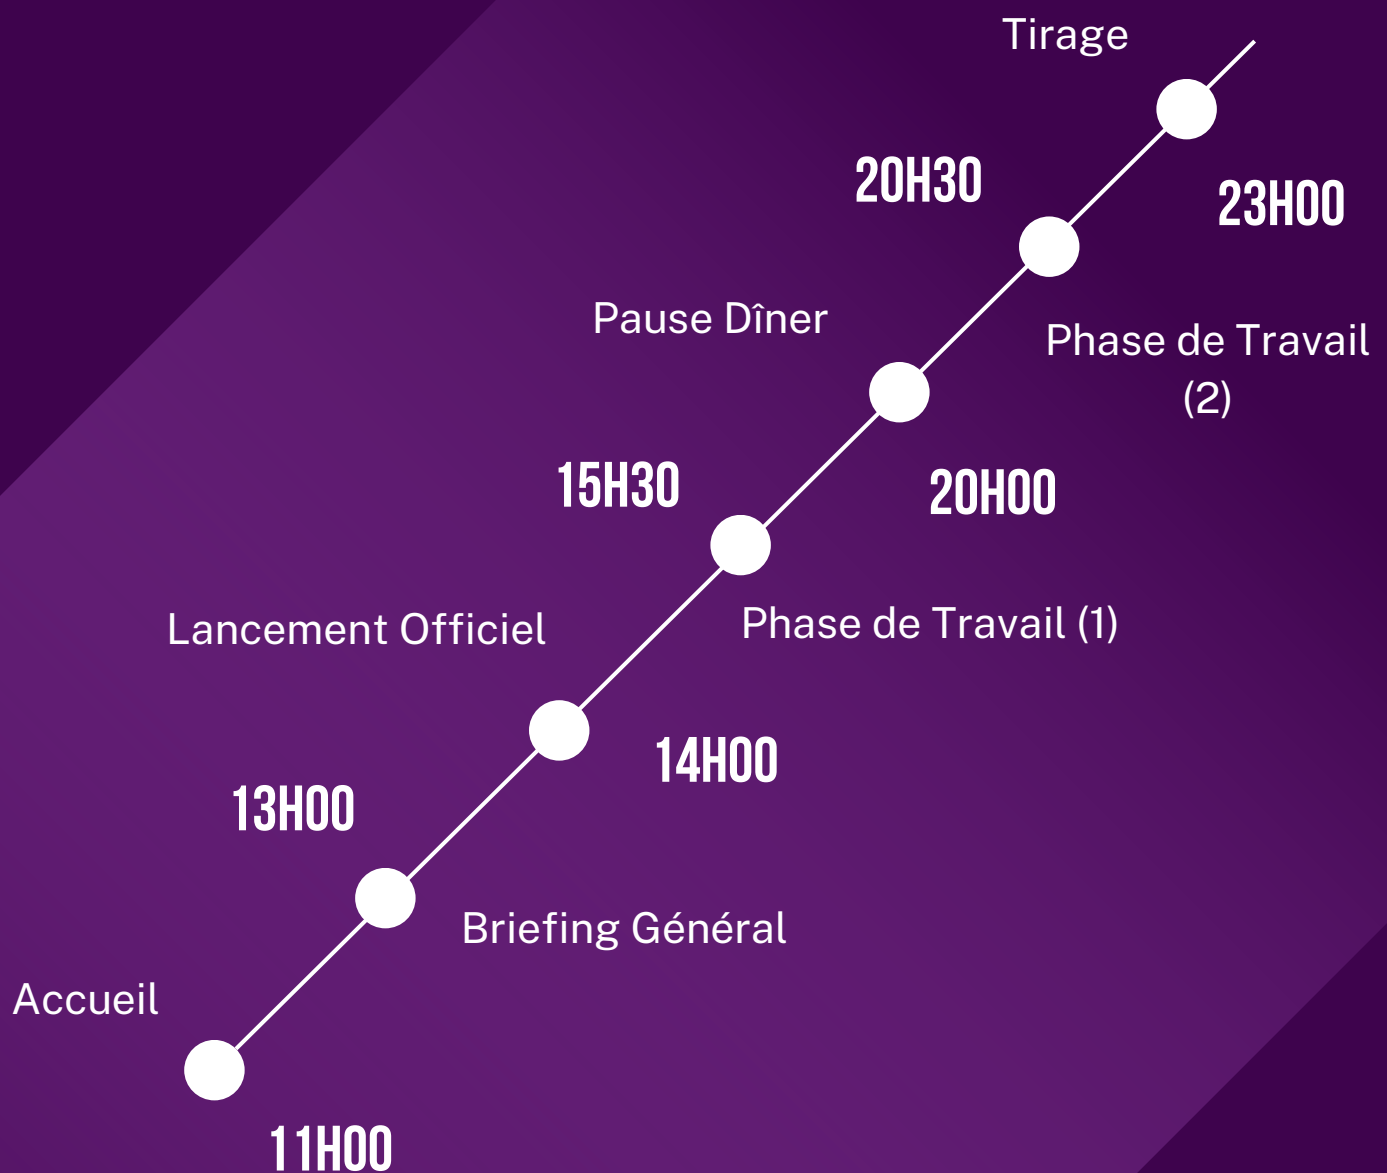 Tirage
20H30
23H00
Pause Dîner
Phase de Travail
(2)
15H30
20H00
Lancement Officiel
Phase de Travail (1)
14H00
13H00
Briefing Général
Accueil
11H00